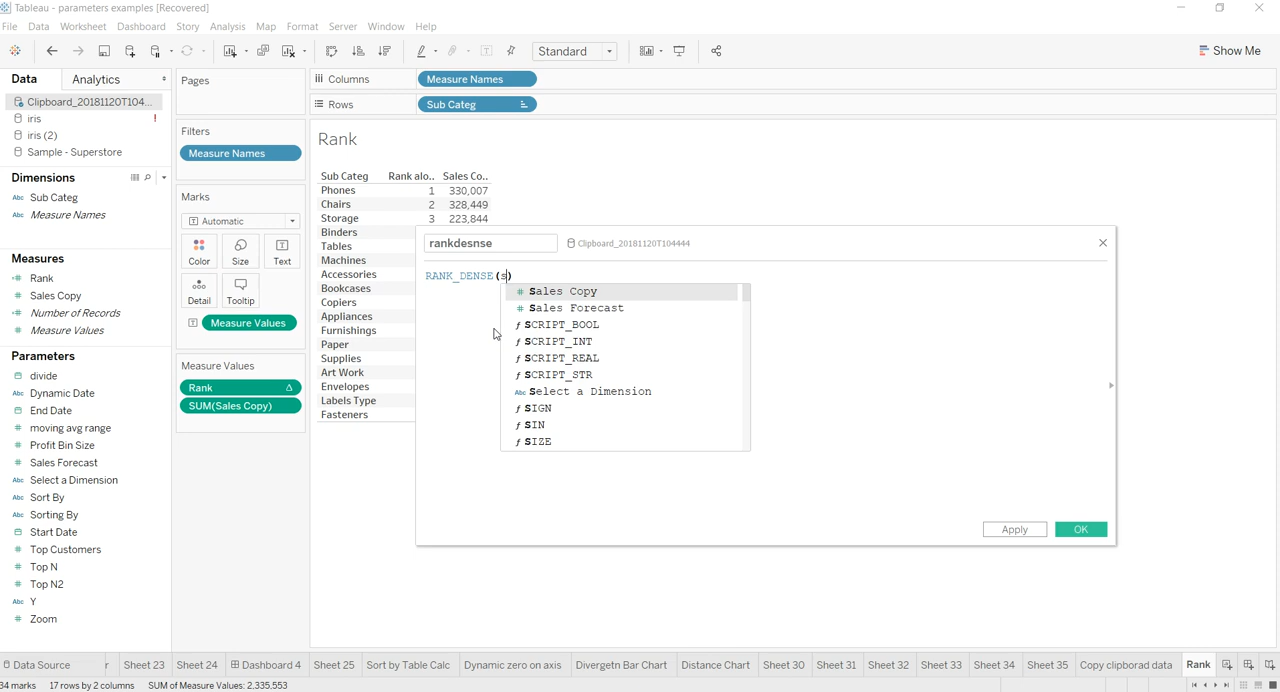 Tableau - parameters examples [Recovered]
File Data Worksheet Dashboard Story Analysis Map Format Server Window Help
Standard
Show Me
Data
Analytics
Clipboard_20181120T104...
iris
!
iris (2)
Sample - Superstore
Dimensions
Abc Sub Categ
Abc Measure Names
Measures
Rank
Sales Copy
Number of Records
Measure Values
Parameters
divide
Abc Dynamic Date
End Date
moving avg range
Profit Bin Size
Sales Forecast
Abc Select a Dimension
Abc Sort By
Abc Sorting By
Start Date
Top Customers
Top N
Top N2
Abc Y
Zoom
Pages
Filters
Measure Names
Marks
Automatic
Color Size Text
Detail Tooltip
Measure Values
Measure Values
Rank Δ
SUM(Sales Copy)
Columns Measure Names
Rows Sub Categ
Rank
Sub Categ Rank alo.. Sales Co..
Phones 1 330,007
Chairs 2 328,449
Storage 3 223,844
Binders
Tables
Machines
Accessories
Bookcases
Copiers
Appliances
Furnishings
Paper
Supplies
Art Work
Envelopes
Labels Type
Fasteners
rankdesnse Clipboard_20181120T104444
RANK_DENSE(s)
# Sales Copy
# Sales Forecast
ƒ SCRIPT_BOOL
ƒ SCRIPT_INT
ƒ SCRIPT_REAL
ƒ SCRIPT_STR
Abc Select a Dimension
ƒ SIGN
ƒ SIN
ƒ SIZE
Apply OK
Data Source r Sheet 23 Sheet 24 Dashboard 4 Sheet 25 Sort by Table Calc Dynamic zero on axis Divergetn Bar Chart Distance Chart Sheet 30 Sheet 31 Sheet 32 Sheet 33 Sheet 34 Sheet 35 Copy clipborad data Rank
34 marks 17 rows by 2 columns SUM of Measure Values: 2,335,553